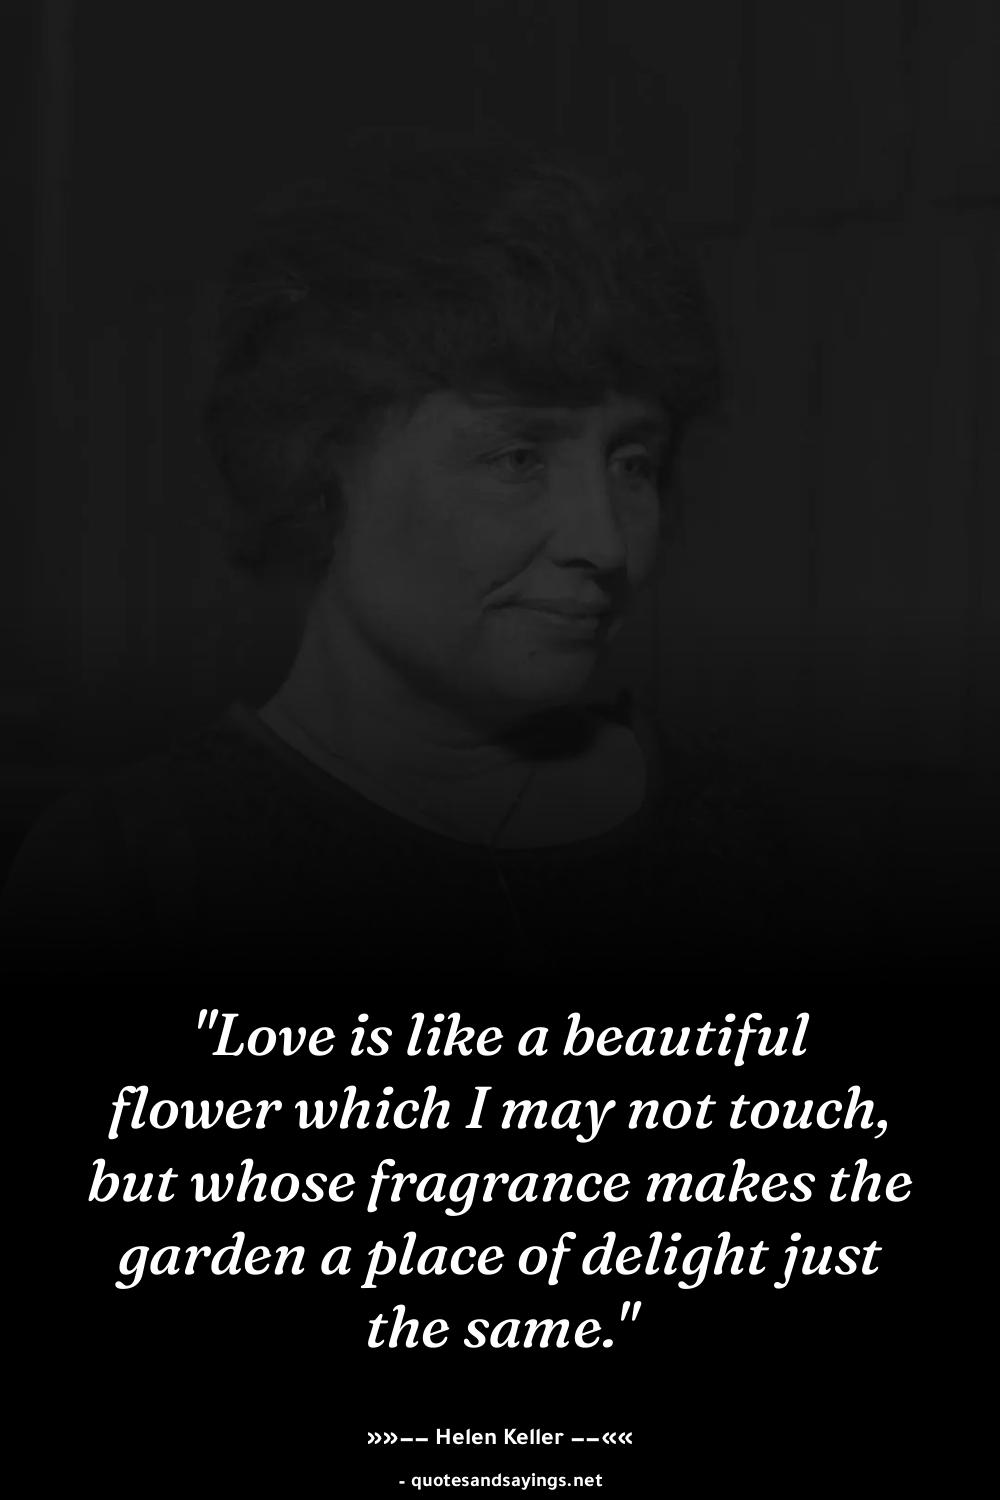 "Love is like a beautiful
flower which I may not touch,
but whose fragrance makes the
garden a place of delight just
the same."
»»−− Helen Keller −−««
- quotesandsayings.net